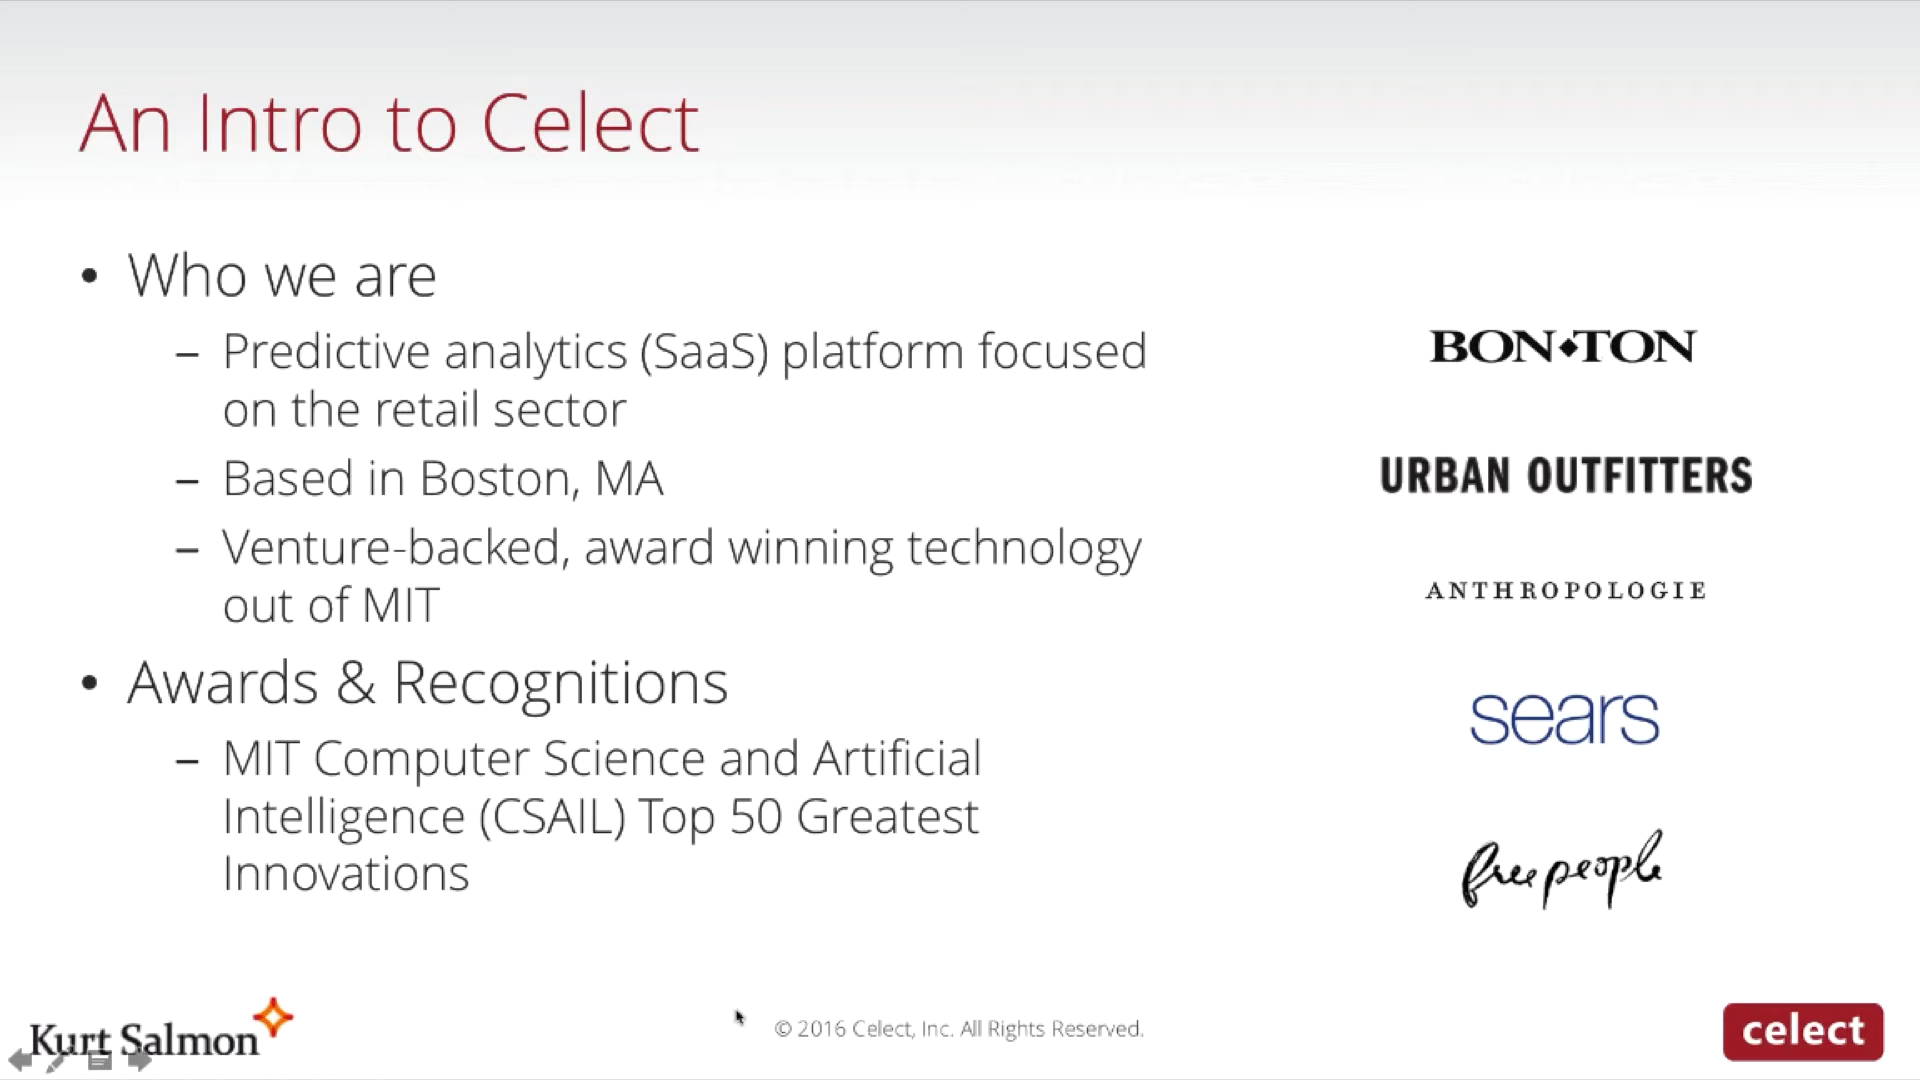 An Intro to Celect
• Who we are
– Predictive analytics (SaaS) platform focused
on the retail sector
– Based in Boston, MA
– Venture-backed, award winning technology
out of MIT
• Awards & Recognitions
– MIT Computer Science and Artificial
Intelligence (CSAIL) Top 50 Greatest
Innovations
BON♦TON
URBAN OUTFITTERS
ANTHROPOLOGIE
sears
free people
Kurt Salmon
© 2016 Celect, Inc. All Rights Reserved.
celect